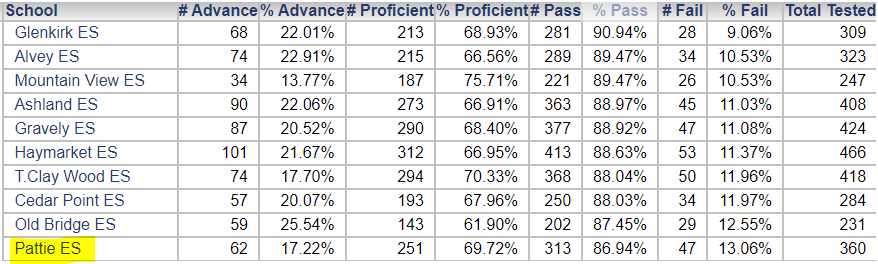 School # Advance % Advance # Proficient % Proficient # Pass % Pass # Fail % Fail Total Tested
Glenkirk ES 68 22.01% 213 68.93% 281 90.94% 28 9.06% 309
Alvey ES 74 22.91% 215 66.56% 289 89.47% 34 10.53% 323
Mountain View ES 34 13.77% 187 75.71% 221 89.47% 26 10.53% 247
Ashland ES 90 22.06% 273 66.91% 363 88.97% 45 11.03% 408
Gravely ES 87 20.52% 290 68.40% 377 88.92% 47 11.08% 424
Haymarket ES 101 21.67% 312 66.95% 413 88.63% 53 11.37% 466
T.Clay Wood ES 74 17.70% 294 70.33% 368 88.04% 50 11.96% 418
Cedar Point ES 57 20.07% 193 67.96% 250 88.03% 34 11.97% 284
Old Bridge ES 59 25.54% 143 61.90% 202 87.45% 29 12.55% 231
Pattie ES 62 17.22% 251 69.72% 313 86.94% 47 13.06% 360